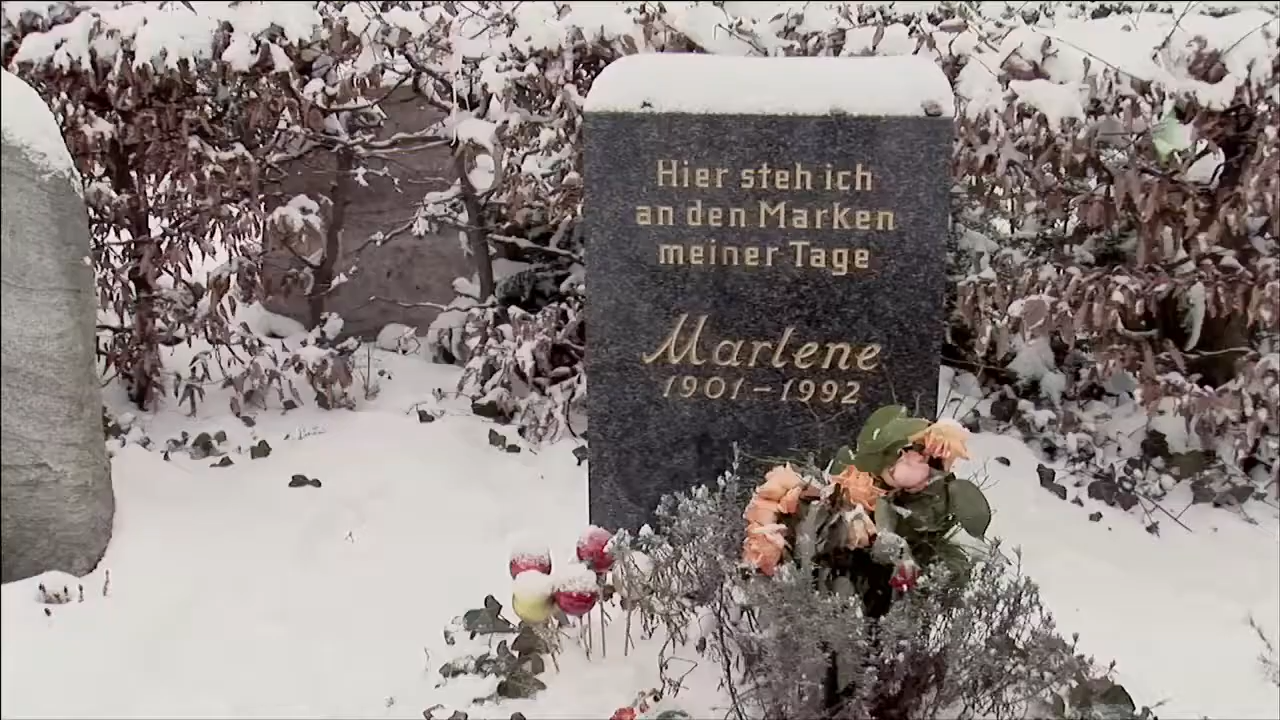 Hier steh ich
an den Marken
meiner Tage
Marlene
1901–1992